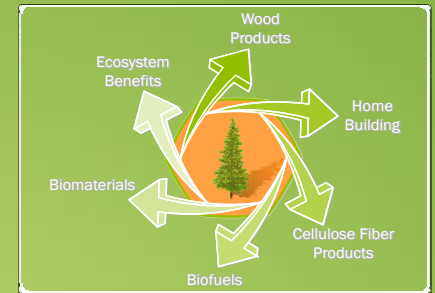 Wood
Products
Ecosystem
Benefits
Home
Building
Biomaterials
Cellulose Fiber
Products
Biofuels